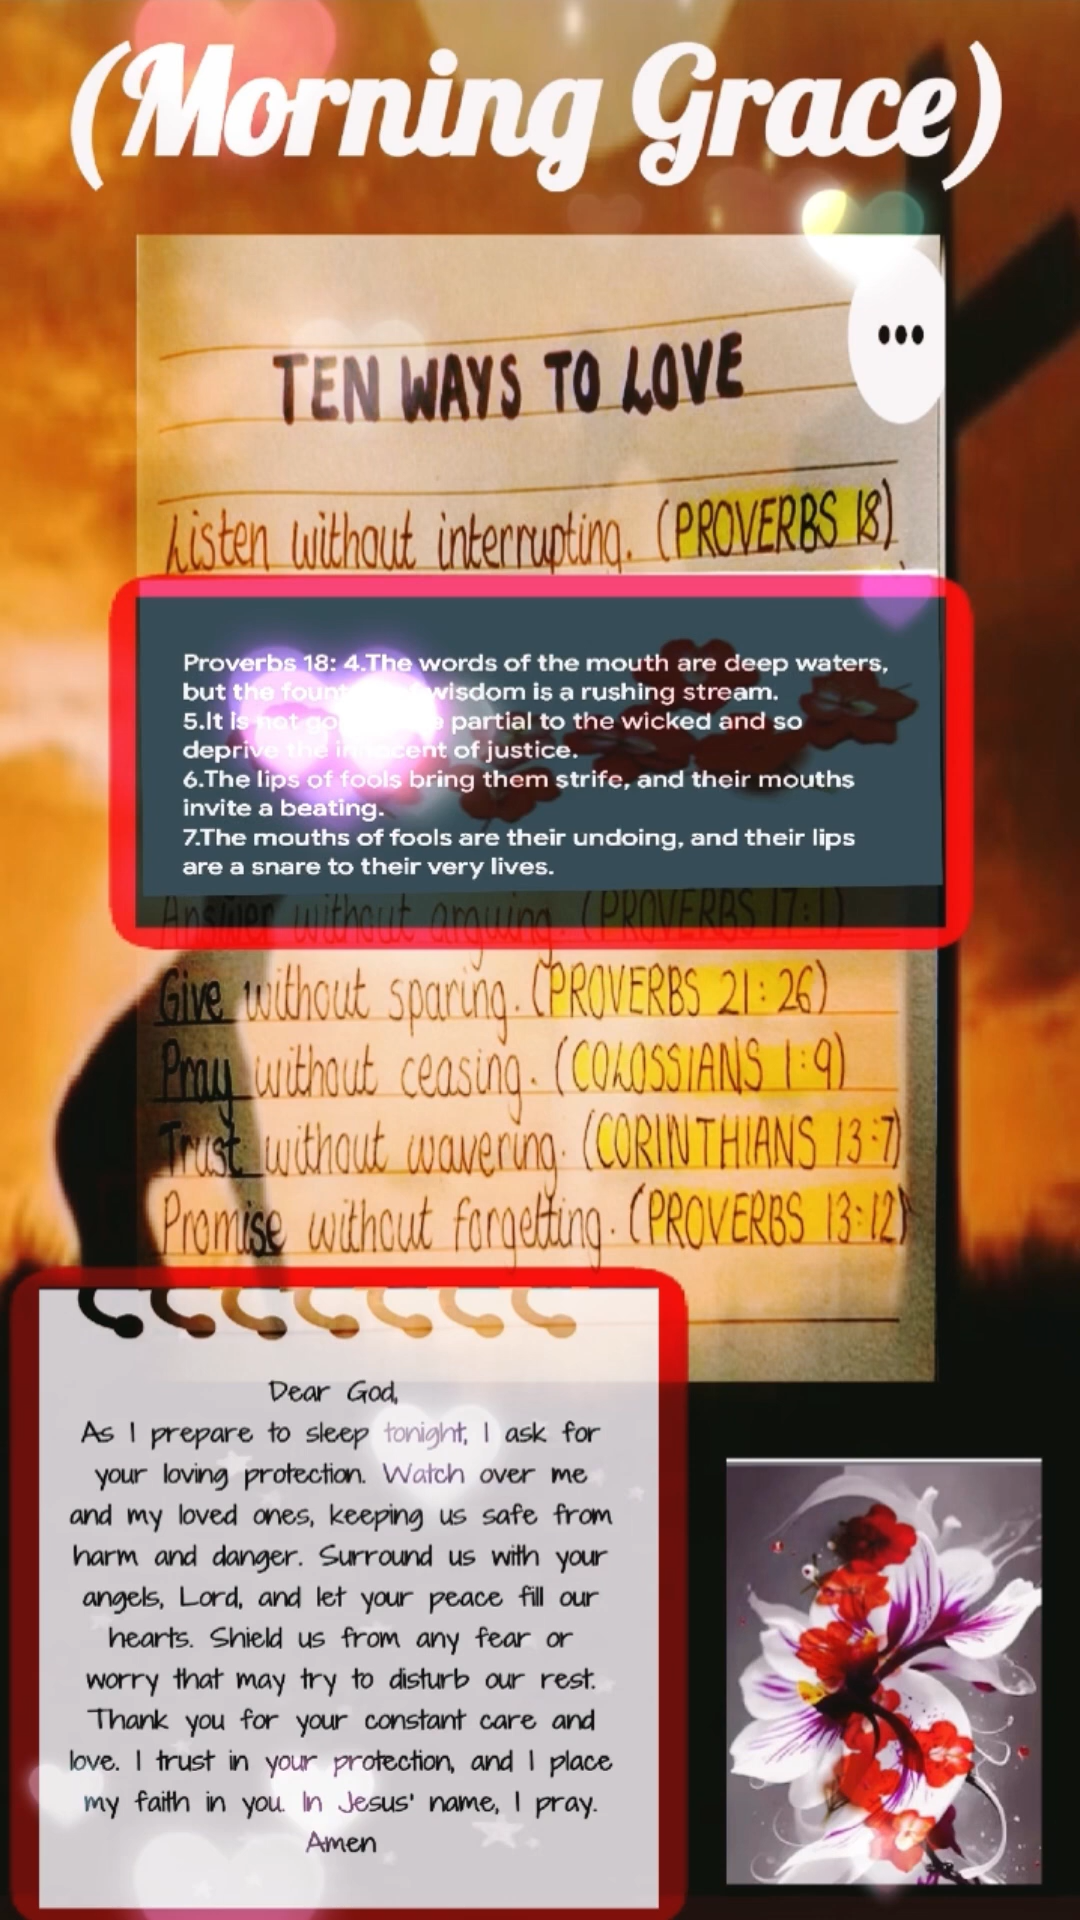 (Morning Grace)
TEN WAYS TO LOVE
Listen without interrupting. (PROVERBS 18)
Proverbs 18: 4.The words of the mouth are deep waters,
but the wisdom is a rushing stream.
5.It is not partial to the wicked and so
deprive the innocent of justice.
6.The lips of fools bring them strife, and their mouths
invite a beating.
7.The mouths of fools are their undoing, and their lips
are a snare to their very lives.
Answer without arguing. (PROVERBS 17:1)
Give without sparing. (PROVERBS 21:26)
Pray without ceasing. (COLOSSIANS 1:9)
Trust without wavering. (CORINTHIANS 13:7)
Promise without forgetting. (PROVERBS 13:12)
Dear God,
As I prepare to sleep tonight, I ask for
your loving protection. Watch over me
and my loved ones, keeping us safe from
harm and danger. Surround us with your
angels, Lord, and let your peace fill our
hearts. Shield us from any fear or
worry that may try to disturb our rest.
Thank you for your constant care and
love. I trust in your protection, and I place
my faith in you. In Jesus' name, I pray.
Amen